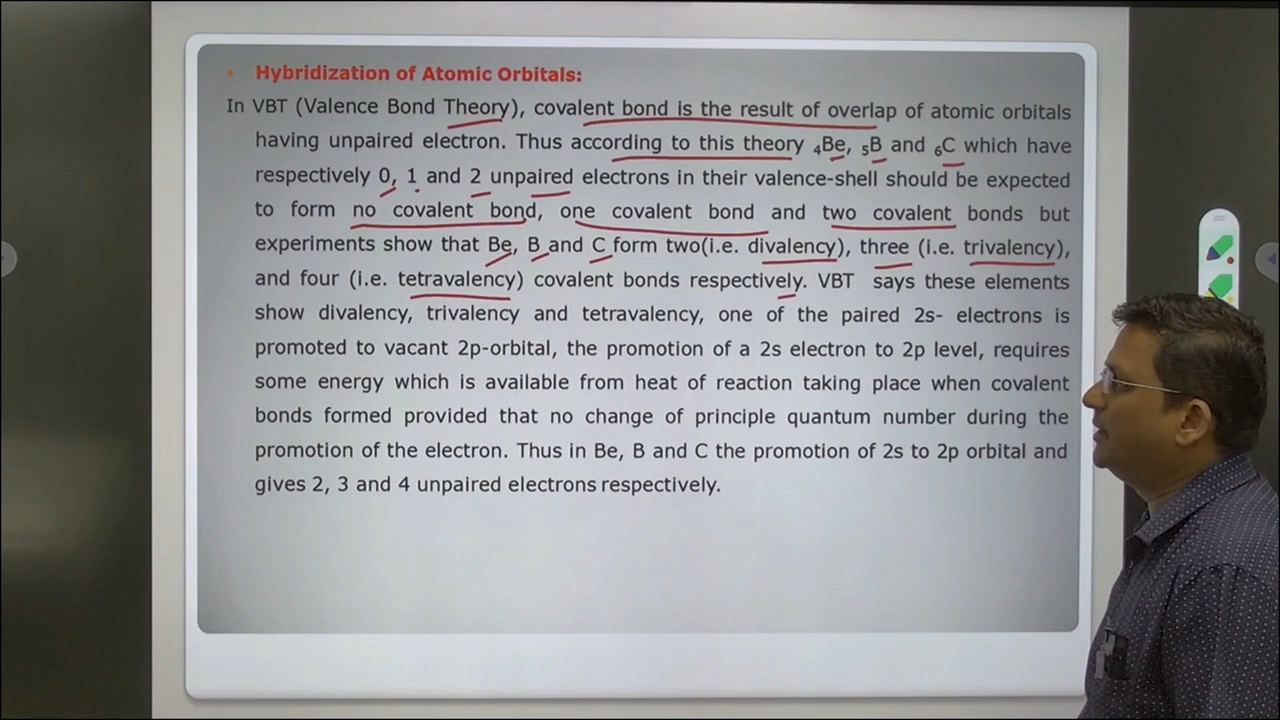 • Hybridization of Atomic Orbitals:
In VBT (Valence Bond Theory), covalent bond is the result of overlap of atomic orbitals
having unpaired electron. Thus according to this theory ₄Be, ₅B and ₆C which have
respectively 0, 1 and 2 unpaired electrons in their valence-shell should be expected
to form no covalent bond, one covalent bond and two covalent bonds but
experiments show that Be, B and C form two(i.e. divalency), three (i.e. trivalency),
and four (i.e. tetravalency) covalent bonds respectively. VBT says these elements
show divalency, trivalency and tetravalency, one of the paired 2s- electrons is
promoted to vacant 2p-orbital, the promotion of a 2s electron to 2p level, requires
some energy which is available from heat of reaction taking place when covalent
bonds formed provided that no change of principle quantum number during the
promotion of the electron. Thus in Be, B and C the promotion of 2s to 2p orbital and
gives 2, 3 and 4 unpaired electrons respectively.